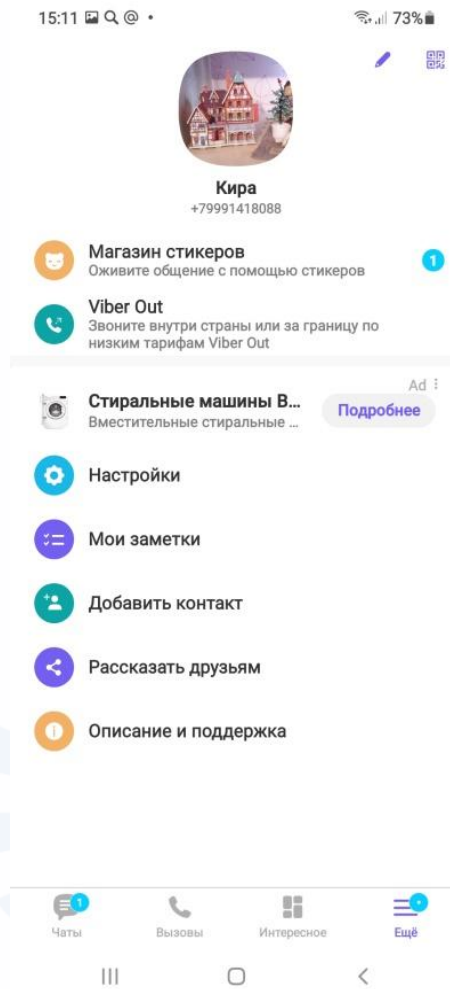 15:11
73%
Кира
+79991418088
Магазин стикеров
Оживите общение с помощью стикеров
1
Viber Out
Звоните внутри страны или за границу по
низким тарифам Viber Out
Ad
Стиральные машины В...
Вместительные стиральные ...
Подробнее
Настройки
Мои заметки
Добавить контакт
Рассказать друзьям
Описание и поддержка
1
Чаты
Вызовы
Интересное
Ещё